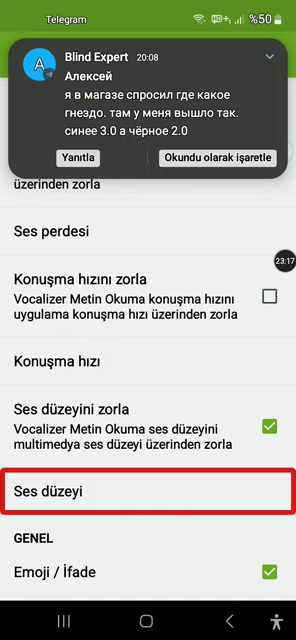 Telegram
%50
Blind Expert 20:08
Алексей
я в магазе спросил где какое
гнездо. там у меня вышло так.
синее 3.0 а чёрное 2.0
Yanıtla
Okundu olarak işaretle
üzerinden zorla
Ses perdesi
23:17
Konuşma hızını zorla
Vocalizer Metin Okuma konuşma hızını
uygulama konuşma hızı üzerinden zorla
Konuşma hızı
Ses düzeyini zorla
Vocalizer Metin Okuma ses düzeyini
multimedya ses düzeyi üzerinden zorla
Ses düzeyi
GENEL
Emoji / İfade